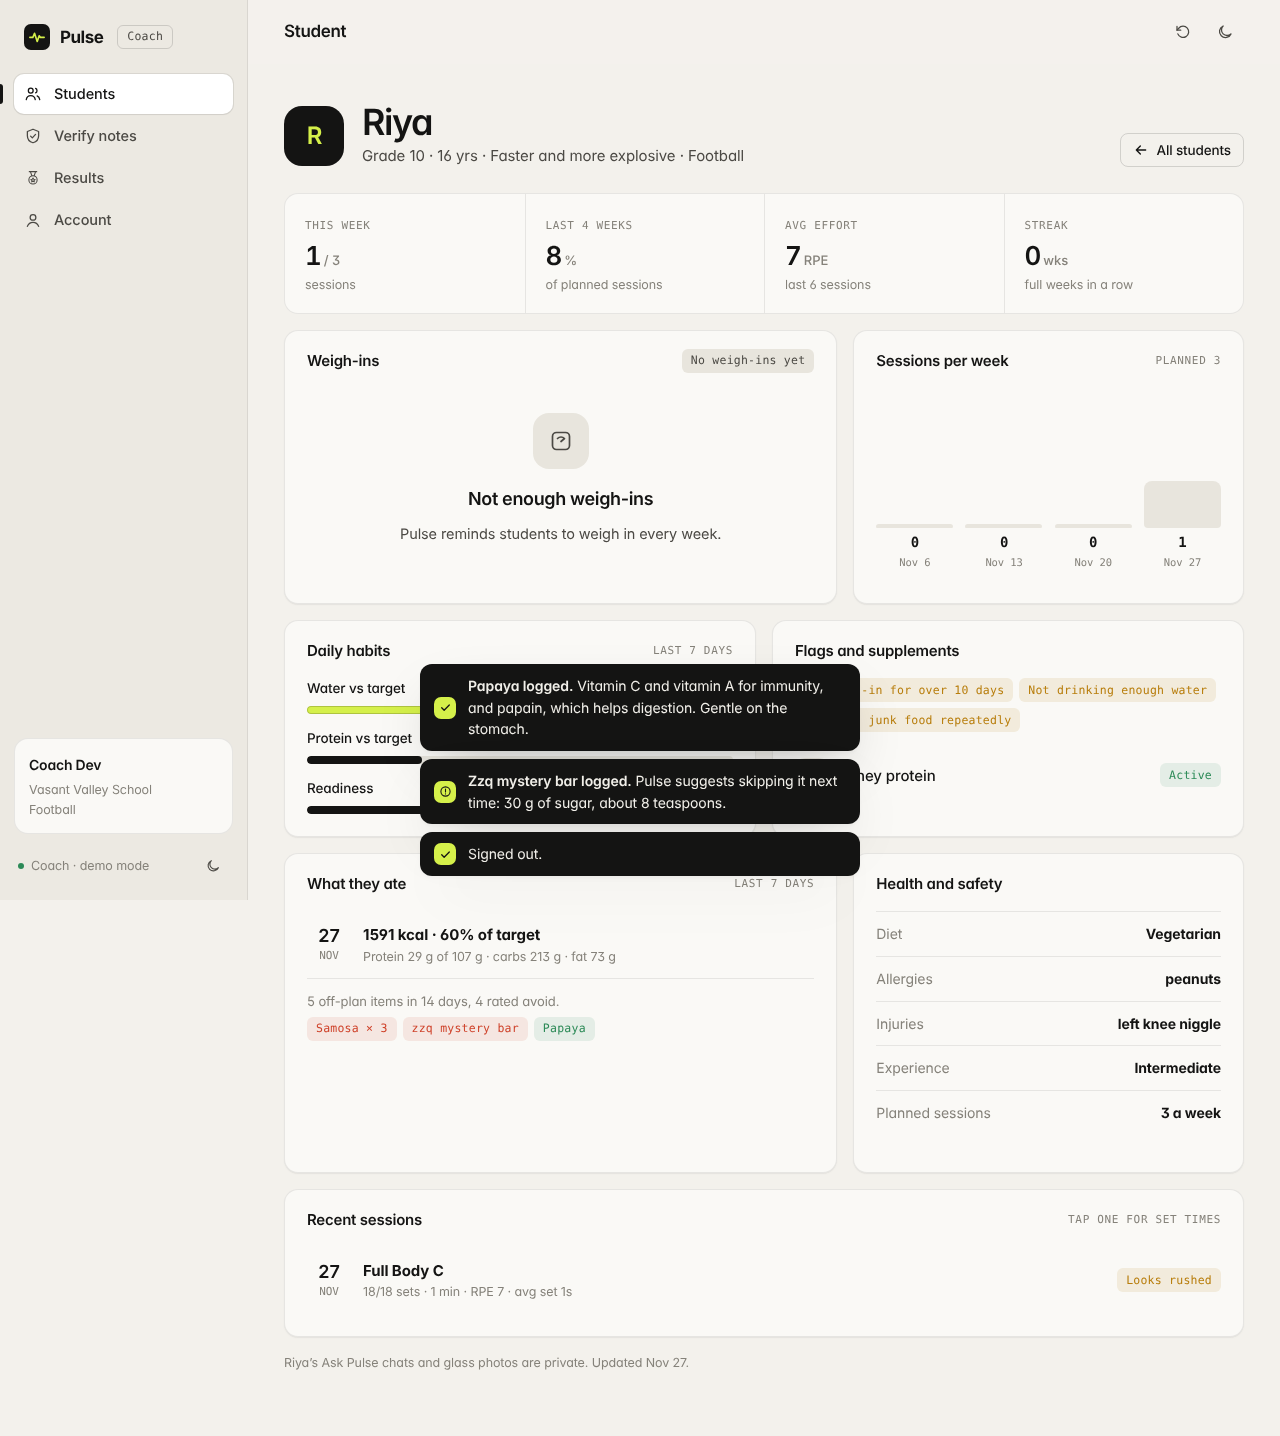 Pulse
Coach
Students
Verify notes
Results
Account
Coach Dev
Vasant Valley School
Football
Coach · demo mode
Student
R
Riya
Grade 10 · 16 yrs · Faster and more explosive · Football
All students
THIS WEEK
1 / 3
sessions
LAST 4 WEEKS
8 %
of planned sessions
AVG EFFORT
7 RPE
last 6 sessions
STREAK
0 wks
full weeks in a row
Weigh-ins
No weigh-ins yet
Not enough weigh-ins
Pulse reminds students to weigh in every week.
Sessions per week
PLANNED 3
0
Nov 6
0
Nov 13
0
Nov 20
1
Nov 27
Daily habits
LAST 7 DAYS
Water vs target
Protein vs target
Readiness
Flags and supplements
-in for over 10 days
Not drinking enough water
junk food repeatedly
protein
Active
Papaya logged. Vitamin C and vitamin A for immunity,
and papain, which helps digestion. Gentle on the
stomach.
Zzq mystery bar logged. Pulse suggests skipping it next
time: 30 g of sugar, about 8 teaspoons.
Signed out.
What they ate
LAST 7 DAYS
27
NOV
1591 kcal · 60% of target
Protein 29 g of 107 g · carbs 213 g · fat 73 g
5 off-plan items in 14 days, 4 rated avoid.
Samosa × 3
zzq mystery bar
Papaya
Health and safety
Diet
Vegetarian
Allergies
peanuts
Injuries
left knee niggle
Experience
Intermediate
Planned sessions
3 a week
Recent sessions
TAP ONE FOR SET TIMES
27
NOV
Full Body C
18/18 sets · 1 min · RPE 7 · avg set 1s
Looks rushed
Riya’s Ask Pulse chats and glass photos are private. Updated Nov 27.